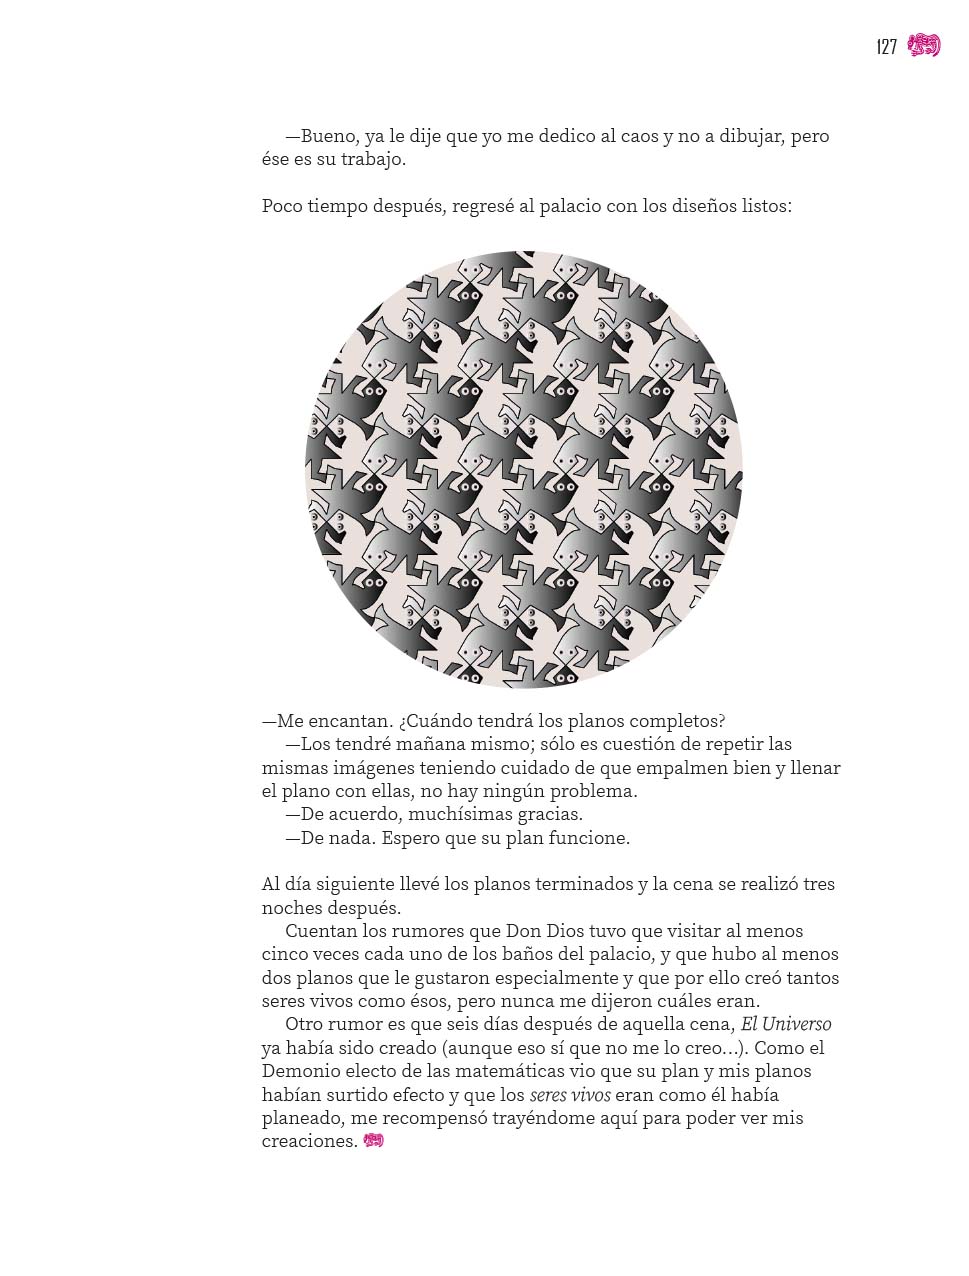 127
—Bueno, ya le dije que yo me dedico al caos y no a dibujar, pero
ése es su trabajo.
Poco tiempo después, regresé al palacio con los diseños listos:
—Me encantan. ¿Cuándo tendrá los planos completos?
—Los tendré mañana mismo; sólo es cuestión de repetir las
mismas imágenes teniendo cuidado de que empalmen bien y llenar
el plano con ellas, no hay ningún problema.
—De acuerdo, muchísimas gracias.
—De nada. Espero que su plan funcione.
Al día siguiente llevé los planos terminados y la cena se realizó tres
noches después.
Cuentan los rumores que Don Dios tuvo que visitar al menos
cinco veces cada uno de los baños del palacio, y que hubo al menos
dos planos que le gustaron especialmente y que por ello creó tantos
seres vivos como ésos, pero nunca me dijeron cuáles eran.
Otro rumor es que seis días después de aquella cena, El Universo
ya había sido creado (aunque eso sí que no me lo creo…). Como el
Demonio electo de las matemáticas vio que su plan y mis planos
habían surtido efecto y que los seres vivos eran como él había
planeado, me recompensó trayéndome aquí para poder ver mis
creaciones.